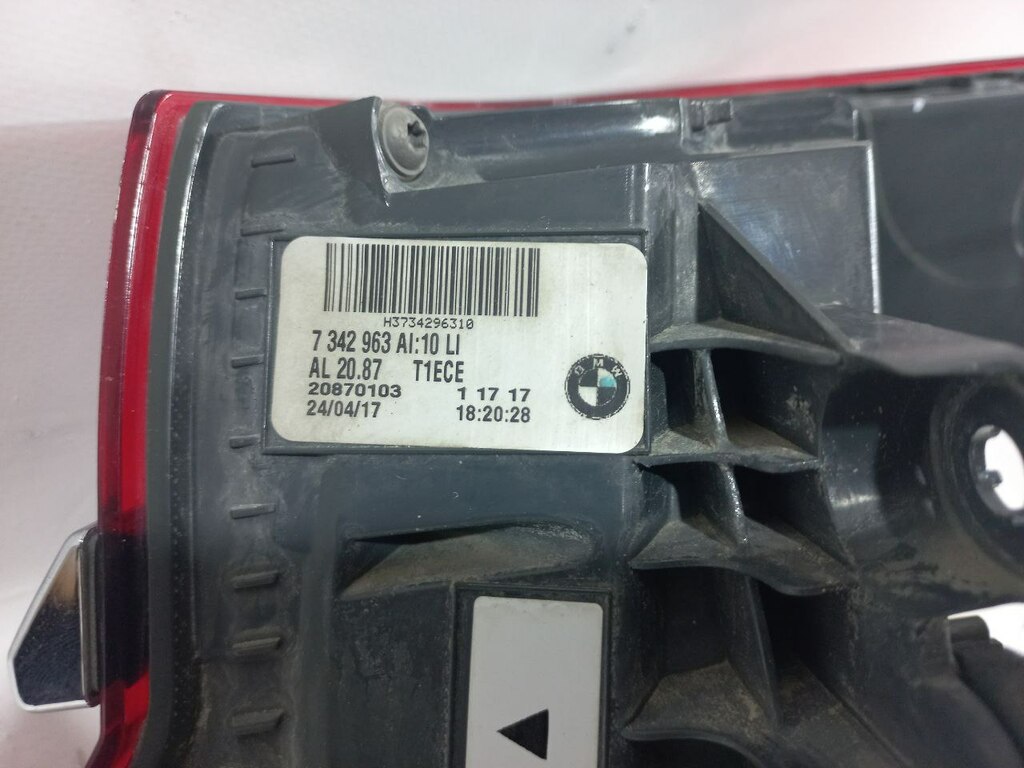 H3734296310
7 342 963 AI:10 LI
AL 20.87 T1ECE
20870103 1 17 17
24/04/17 18:20:28
BMW